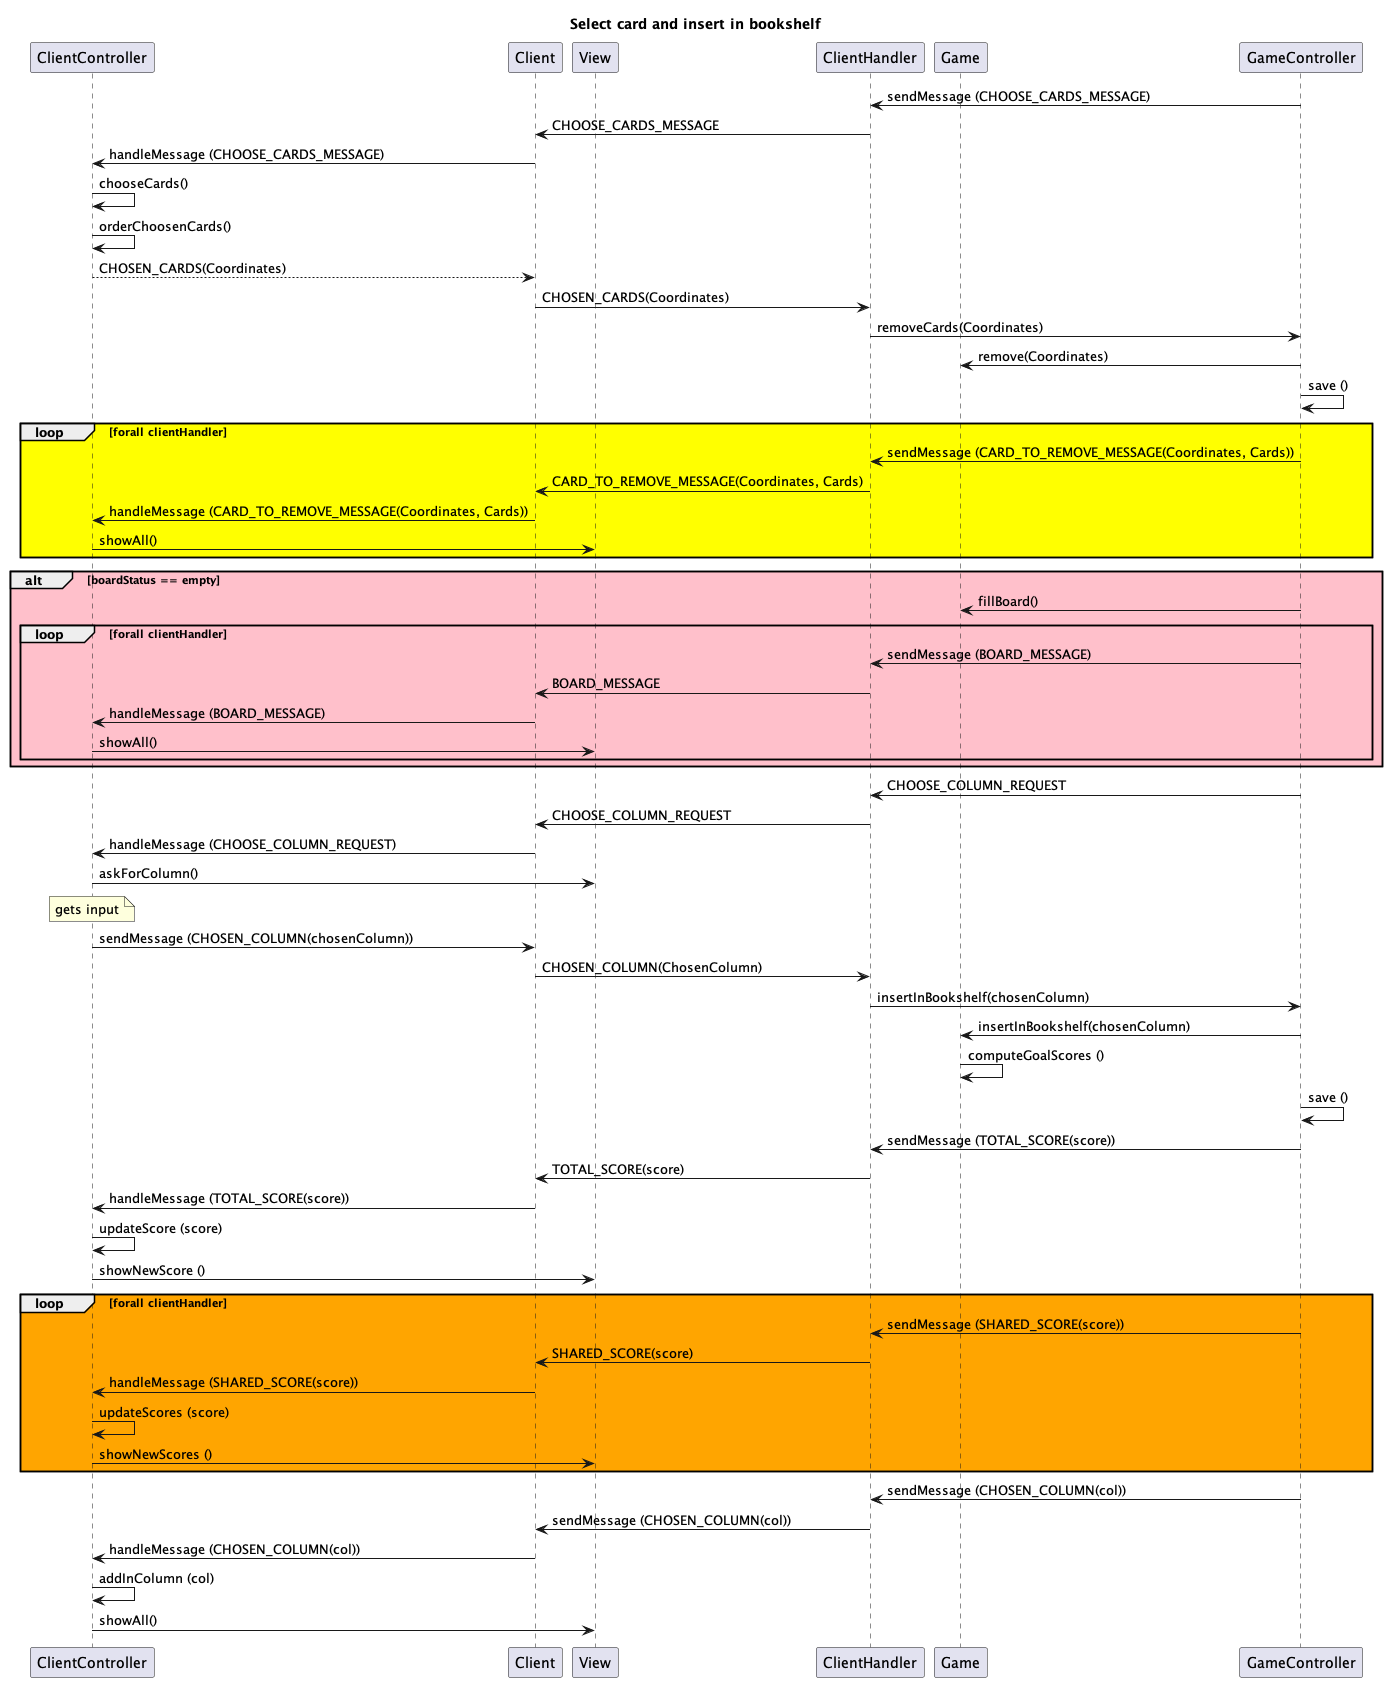 Select card and insert in bookshelf
ClientController Client View ClientHandler Game GameController
sendMessage (CHOOSE_CARDS_MESSAGE)
CHOOSE_CARDS_MESSAGE
handleMessage (CHOOSE_CARDS_MESSAGE)
chooseCards()
orderChoosenCards()
CHOSEN_CARDS(Coordinates)
CHOSEN_CARDS(Coordinates)
removeCards(Coordinates)
remove(Coordinates)
save ()
loop [forall clientHandler]
sendMessage (CARD_TO_REMOVE_MESSAGE(Coordinates, Cards))
CARD_TO_REMOVE_MESSAGE(Coordinates, Cards)
handleMessage (CARD_TO_REMOVE_MESSAGE(Coordinates, Cards))
showAll()
alt [boardStatus == empty]
fillBoard()
loop [forall clientHandler]
sendMessage (BOARD_MESSAGE)
BOARD_MESSAGE
handleMessage (BOARD_MESSAGE)
showAll()
CHOOSE_COLUMN_REQUEST
CHOOSE_COLUMN_REQUEST
handleMessage (CHOOSE_COLUMN_REQUEST)
askForColumn()
gets input
sendMessage (CHOSEN_COLUMN(chosenColumn))
CHOSEN_COLUMN(ChosenColumn)
insertInBookshelf(chosenColumn)
insertInBookshelf(chosenColumn)
computeGoalScores ()
save ()
sendMessage (TOTAL_SCORE(score))
TOTAL_SCORE(score)
handleMessage (TOTAL_SCORE(score))
updateScore (score)
showNewScore ()
loop [forall clientHandler]
sendMessage (SHARED_SCORE(score))
SHARED_SCORE(score)
handleMessage (SHARED_SCORE(score))
updateScores (score)
showNewScores ()
sendMessage (CHOSEN_COLUMN(col))
sendMessage (CHOSEN_COLUMN(col))
handleMessage (CHOSEN_COLUMN(col))
addInColumn (col)
showAll()
ClientController Client View ClientHandler Game GameController